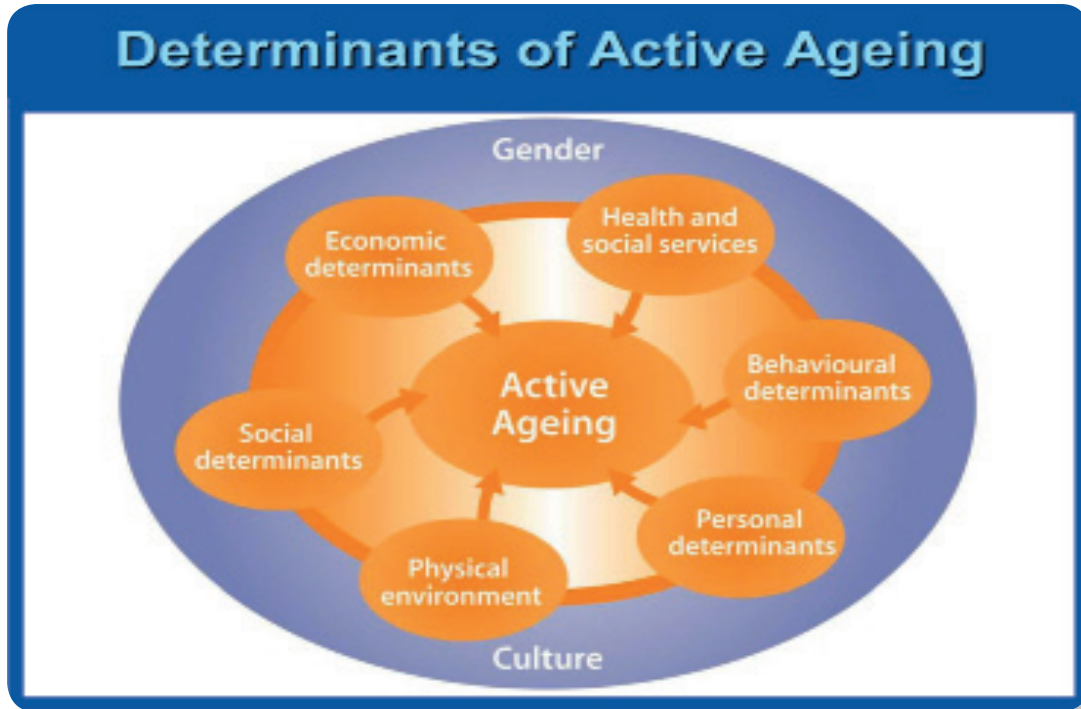 Determinants of Active Ageing
Gender
Economic
determinants
Health and
social services
Active
Ageing
Behavioural
determinants
Social
determinants
Personal
determinants
Physical
environment
Culture